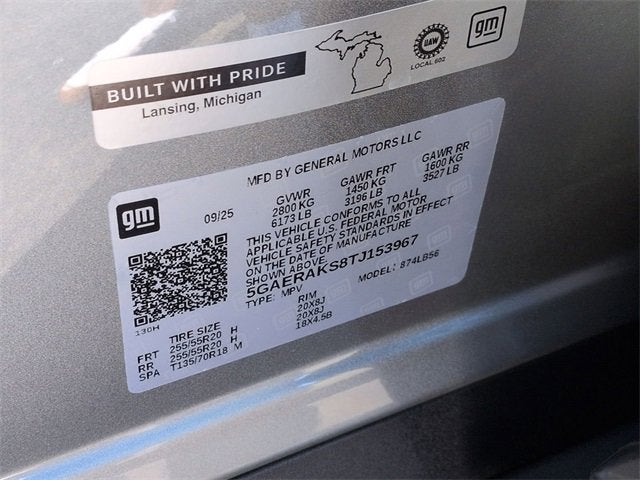 BUILT WITH PRIDE
Lansing, Michigan
UAW
LOCAL 602
gm
MFD BY GENERAL MOTORS LLC
gm
09/25
GVWR GAWR FRT GAWR RR
2800 KG 1450 KG 1600 KG
6173 LB 3196 LB 3527 LB
THIS VEHICLE CONFORMS TO ALL
APPLICABLE U.S. FEDERAL MOTOR
VEHICLE SAFETY STANDARDS IN EFFECT
ON THE DATE OF MANUFACTURE
SHOWN ABOVE.
5GAERAKS8TJ153967
TYPE: MPV MODEL: 874LB56
130H
TIRE SIZE RIM
FRT 255/55R20 H 20X8J
RR 255/55R20 H 20X8J
SPA T135/70R18 M 18X4.5B